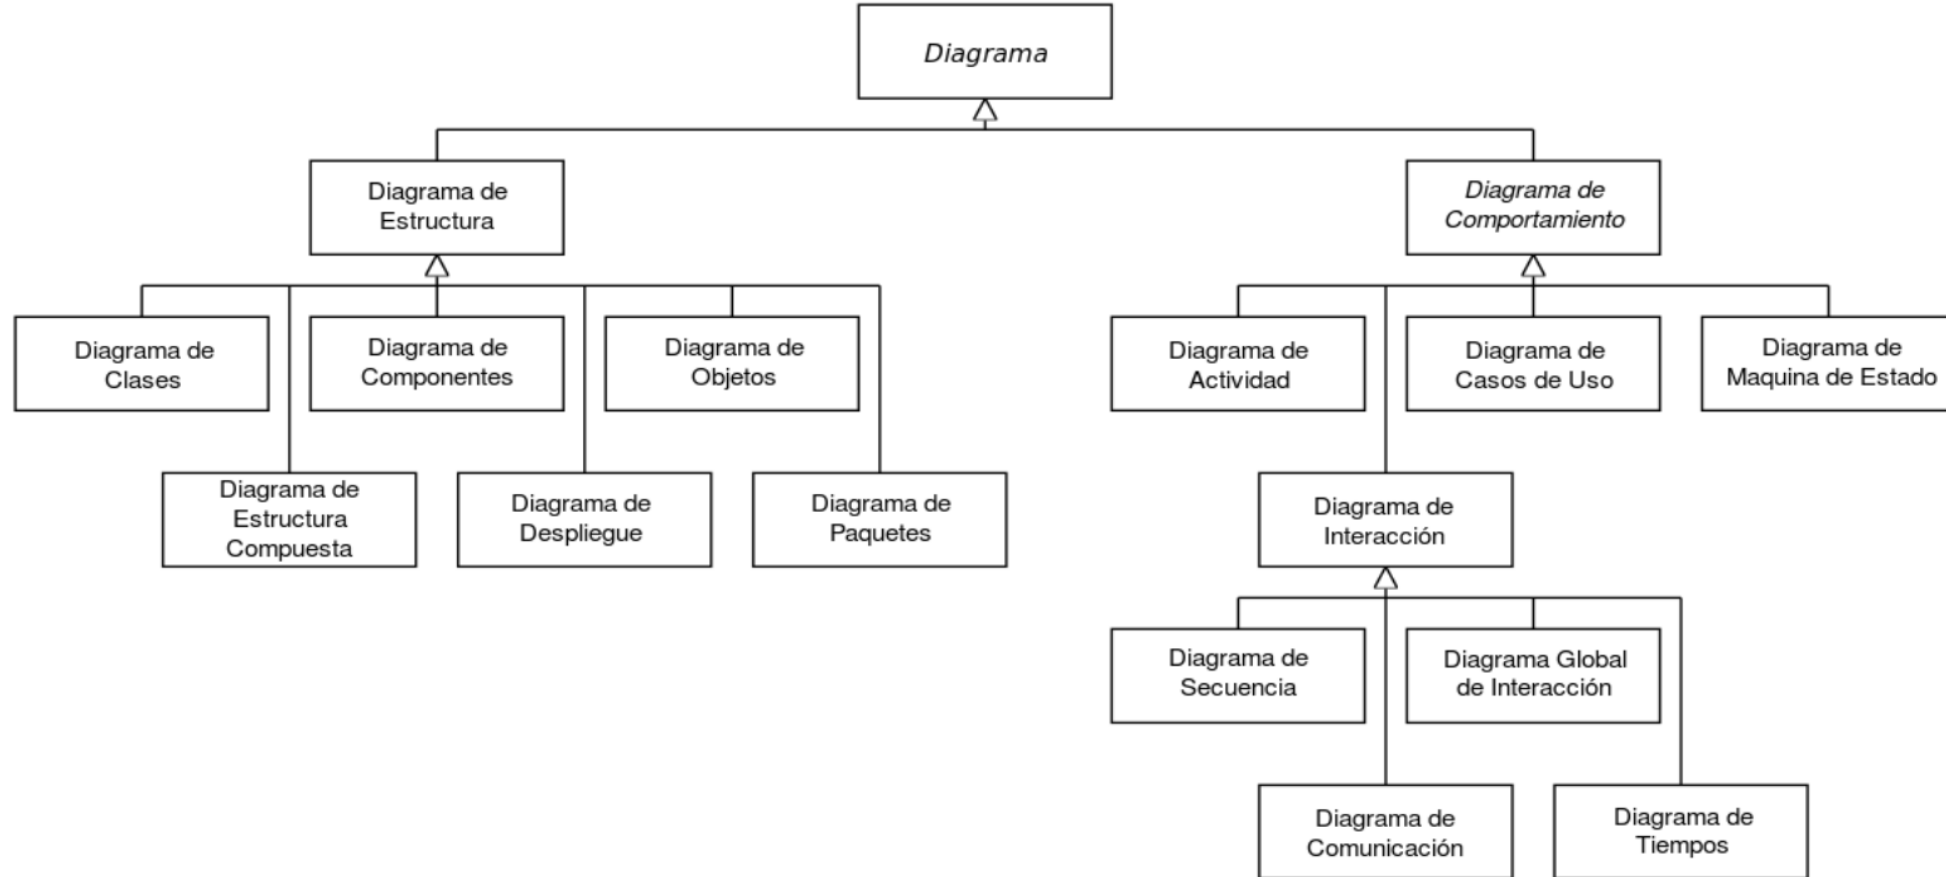 Diagrama
Diagrama de
Estructura
Diagrama de
Comportamiento
Diagrama de
Clases
Diagrama de
Componentes
Diagrama de
Objetos
Diagrama de
Actividad
Diagrama de
Casos de Uso
Diagrama de
Maquina de Estado
Diagrama de
Estructura
Compuesta
Diagrama de
Despliegue
Diagrama de
Paquetes
Diagrama de
Interacción
Diagrama de
Secuencia
Diagrama Global
de Interacción
Diagrama de
Comunicación
Diagrama de
Tiempos